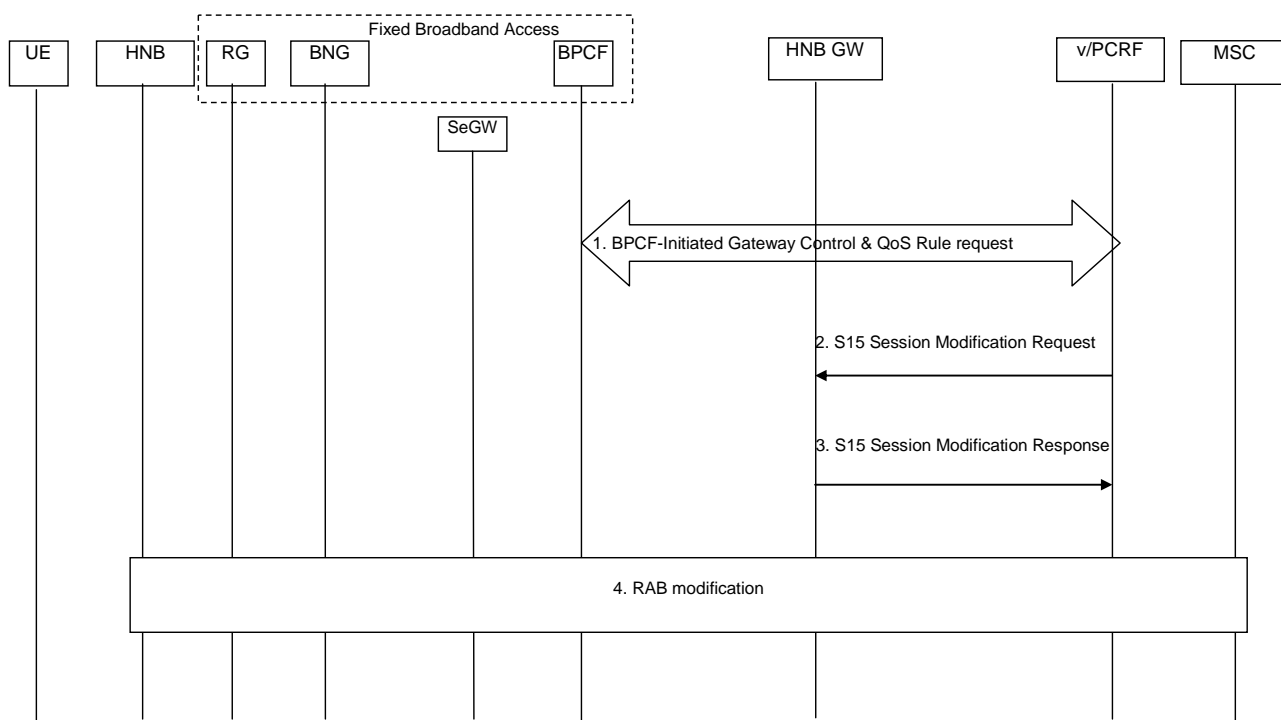 Fixed Broadband Access
UE
HNB
RG
BNG
BPCF
HNB GW
v/PCRF
MSC
SeGW
1. BPCF-Initiated Gateway Control & QoS Rule request
2. S15 Session Modification Request
3. S15 Session Modification Response
4. RAB modification